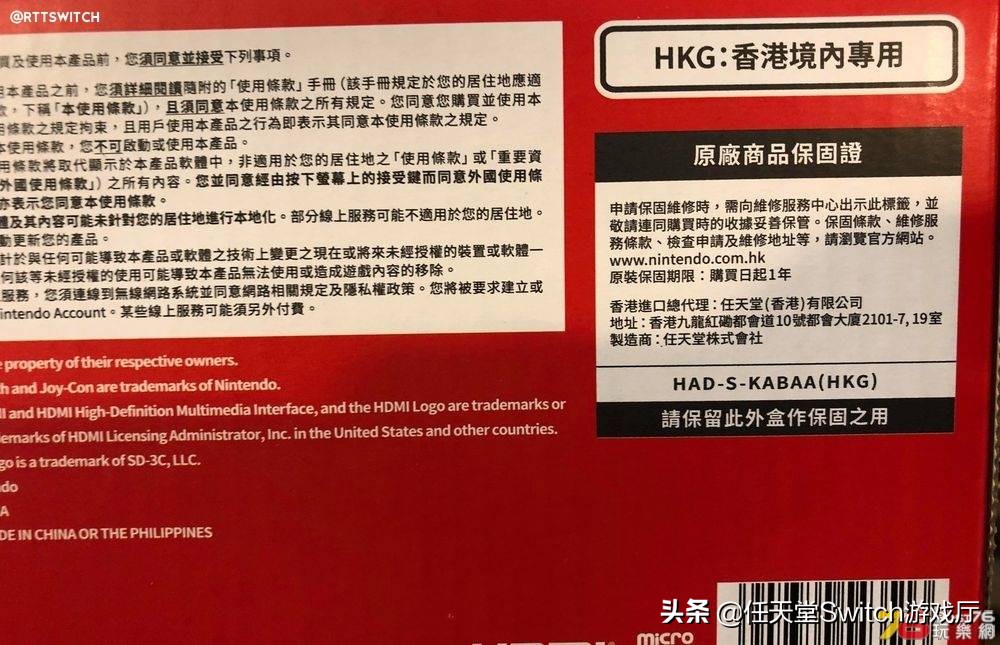 @RTTSWITCH
買及使用本產品前，您須同意並接受下列事項。
用本產品之前，您須詳細閱讀隨附的「使用條款」手冊（該手冊規定於您的居住地應適
款，下稱「本使用條款」），且須同意本使用條款之所有規定。您同意您購買並使用本
用條款之規定拘束，且用戶使用本產品之行為即表示其同意本使用條款之規定。
本使用條款，您不可啟動或使用本產品。
用條款將取代顯示於本產品軟體中，非適用於您的居住地之「使用條款」或「重要資
外國使用條款」）之所有內容。您並同意經由按下螢幕上的接受鍵而同意外國使用條
亦表示您同意本使用條款。
體及其內容可能未針對您的居住地進行本地化。部分線上服務可能不適用於您的居住地。
動更新您的產品。
計於與任何可能導致本產品或軟體之技術上變更之現在或將來未經授權的裝置或軟體一
何該等未經授權的使用可能導致本產品無法使用或造成遊戲內容的移除。
服務，您須連線到無線網路系統並同意網路相關規定及隱私權政策。您將被要求建立或
intendo Account。某些線上服務可能須另外付費。
e property of their respective owners.
h and Joy-Con are trademarks of Nintendo.
II and HDMI High-Definition Multimedia Interface, and the HDMI Logo are trademarks or
emarks of HDMI Licensing Administrator, Inc. in the United States and other countries.
go is a trademark of SD-3C, LLC.
do
A
DE IN CHINA OR THE PHILIPPINES
HKG：香港境內專用
原廠商品保固證
申請保固維修時，需向維修服務中心出示此標籤，並
敬請連同購買時的收據妥善保管。保固條款、維修服
務條款、檢查申請及維修地址等，請瀏覽官方網站。
www.nintendo.com.hk
原裝保固期限：購買日起1年
香港進口總代理：任天堂(香港)有限公司
地址：香港九龍紅磡都會道10號都會大廈2101-7, 19室
製造商：任天堂株式會社
HAD-S-KABAA(HKG)
請保留此外盒作保固之用
micro
头条 @任天堂Switch游戏厅
玩樂網